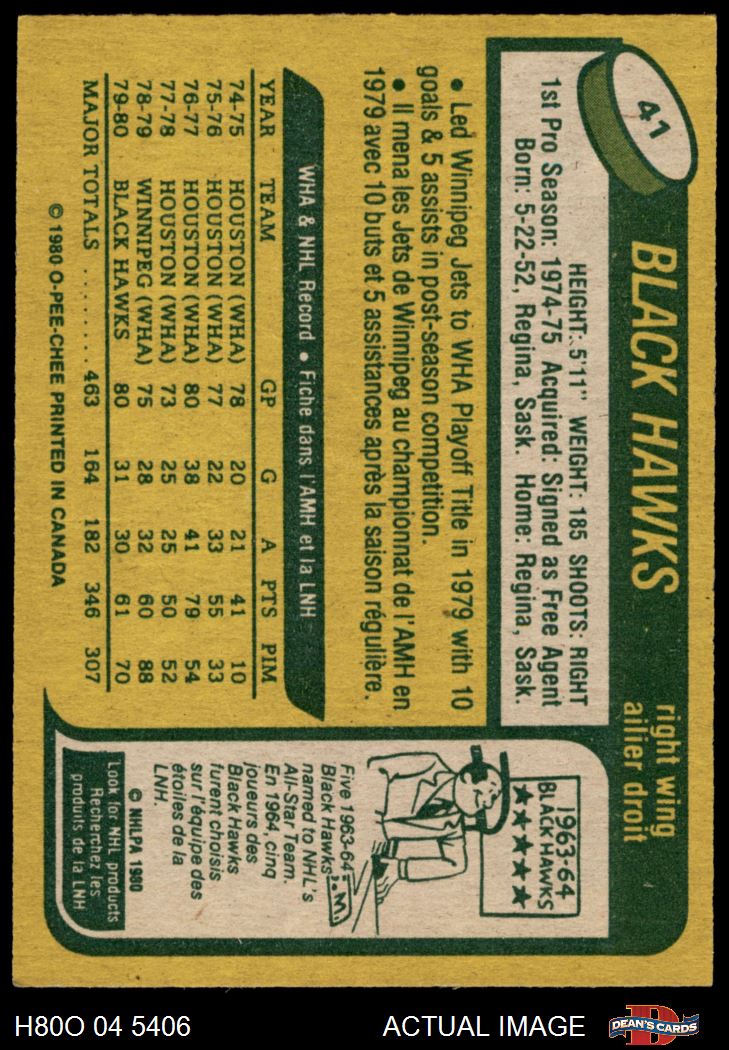 41
BLACK HAWKS
right wing
ailier droit
HEIGHT: 5'11" WEIGHT: 185 SHOOTS: RIGHT
1st Pro Season: 1974-75 Acquired: Signed as Free Agent
Born: 5-22-52, Regina, Sask. Home: Regina, Sask.
• Led Winnipeg Jets to WHA Playoff Title in 1979 with 10
goals & 5 assists in post-season competition.
• Il mena les Jets de Winnipeg au championnat de l'AMH en
1979 avec 10 buts et 5 assistances après la saison régulière.
WHA & NHL Record • Fiche dans l'AMH et la LNH
YEAR TEAM GP G A PTS PIM
74-75 HOUSTON (WHA) 78 20 21 41 10
75-76 HOUSTON (WHA) 77 22 33 55 33
76-77 HOUSTON (WHA) 80 38 41 79 54
77-78 HOUSTON (WHA) 73 25 25 50 52
78-79 WINNIPEG (WHA) 75 28 32 60 88
79-80 BLACK HAWKS 80 31 30 61 70
MAJOR TOTALS ........ 463 164 182 346 307
© 1980 O-PEE-CHEE PRINTED IN CANADA
1963-64
BLACK HAWKS
★★★★★
J.M.
Five 1963-64
Black Hawks
named to NHL's
All-Star Team.
En 1964, cinq
joueurs des
Black Hawks
furent choisis
sur l'équipe des
étoiles de la
LNH.
© NHLPA 1980
Look for NHL products
Recherchez les
produits de la LNH
H80O 04 5406
ACTUAL IMAGE
D
DEAN'S CARDS